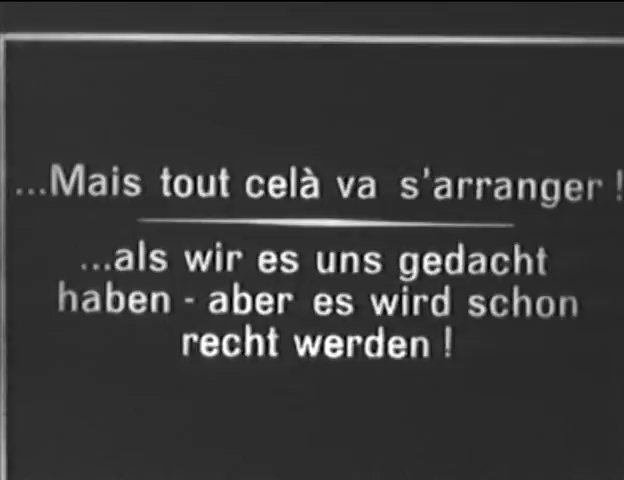 ...Mais tout celà va s'arranger !
...als wir es uns gedacht
haben - aber es wird schon
recht werden !